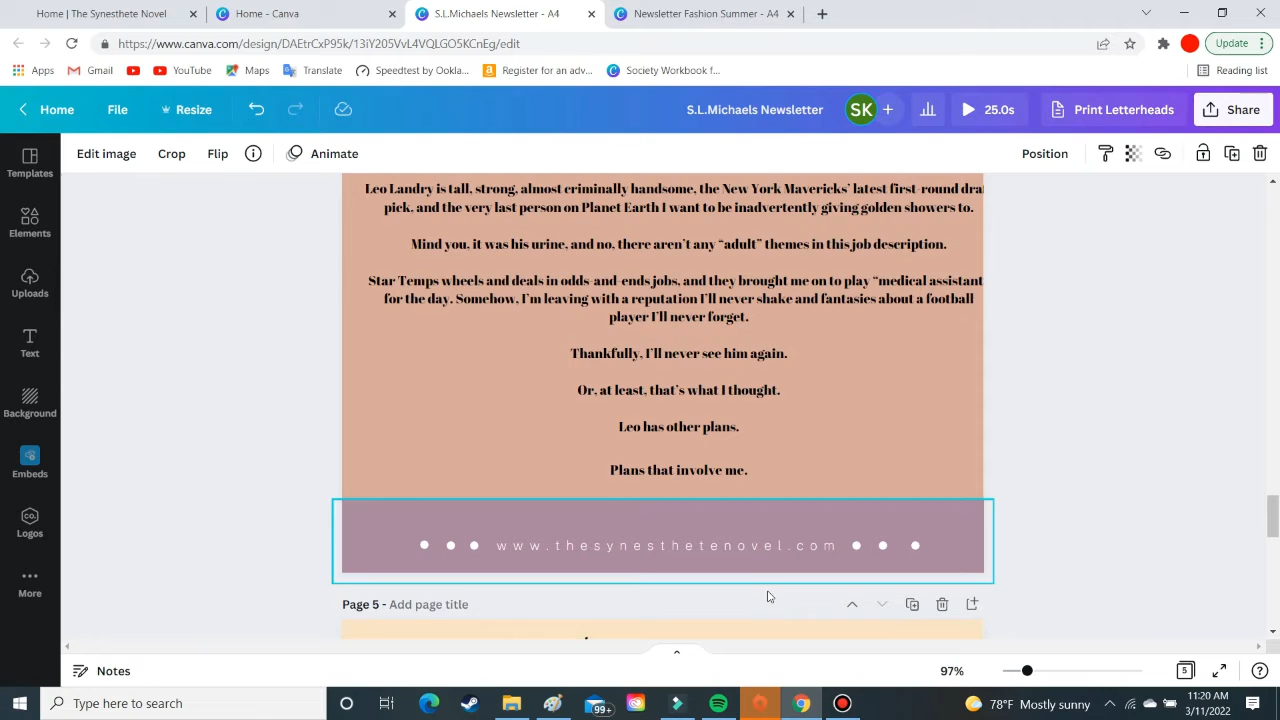 Home | The Synesthete Novel
Home - Canva
S.L.Michaels Newsletter - A4
Newsletter Fashion Summer - A4
https://www.canva.com/design/DAEtrCxP95k/13iY205VvL4VQLGO5KCnEg/edit
Update
Apps
Gmail
YouTube
Maps
Translate
Speedtest by Ookla...
Register for an adv...
Society Workbook f...
Reading list
Home
File
Resize
S.L.Michaels Newsletter
SK
25.0s
Print Letterheads
Share
Edit image
Crop
Flip
Animate
Position
Templates
Elements
Uploads
Text
Background
Embeds
CO.
Logos
More
Leo Landry is tall, strong, almost criminally handsome, the New York Mavericks' latest first-round dra
pick, and the very last person on Planet Earth I want to be inadvertently giving golden showers to.
Mind you, it was his urine, and no, there aren't any “adult” themes in this job description.
Star Temps wheels and deals in odds-and-ends jobs, and they brought me on to play “medical assistant
for the day. Somehow, I'm leaving with a reputation I'll never shake and fantasies about a football
player I'll never forget.
Thankfully, I'll never see him again.
Or, at least, that's what I thought.
Leo has other plans.
Plans that involve me.
www.thesynesthetenovel.com
Page 5 - Add page title
Notes
97%
5
Type here to search
99+
78°F Mostly sunny
11:20 AM
3/11/2022